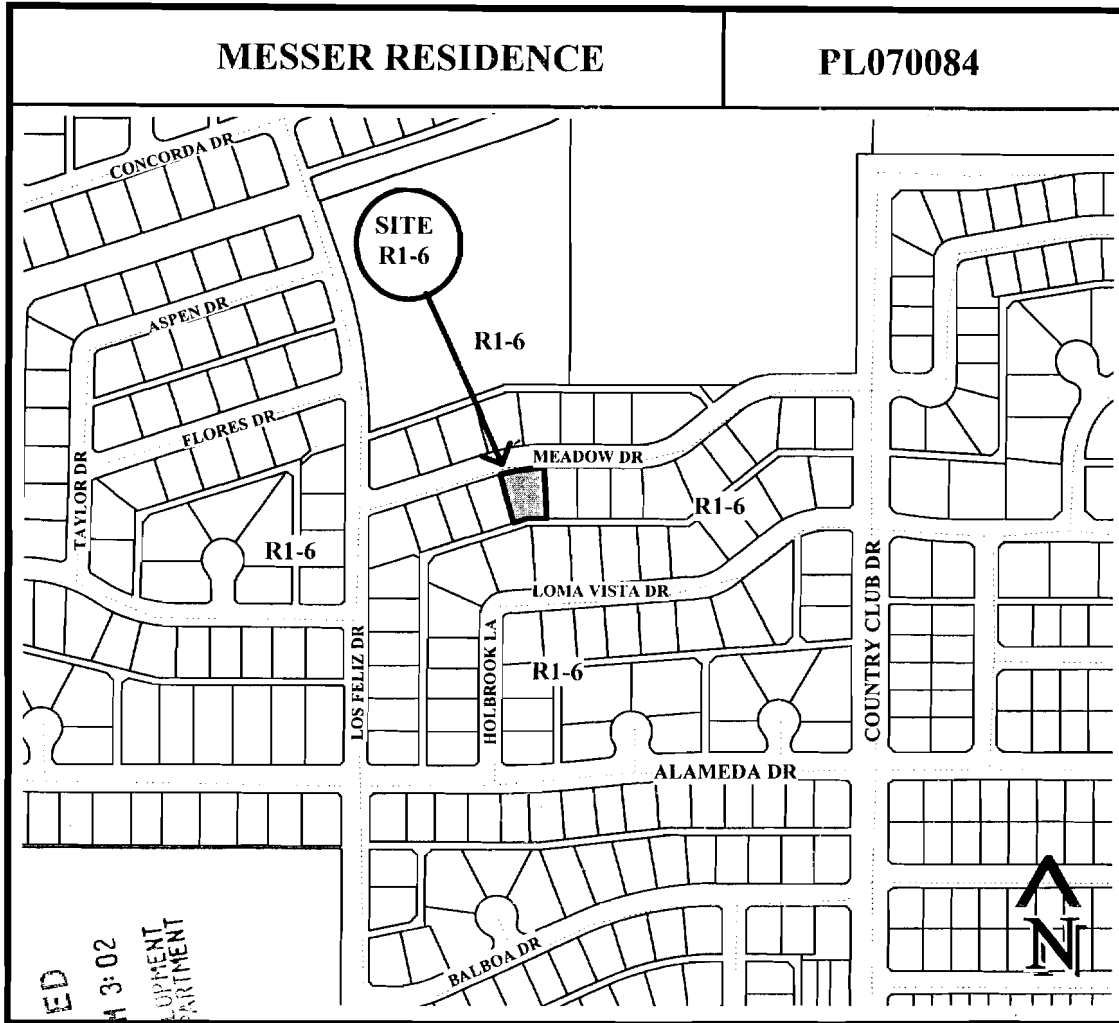 MESSER RESIDENCE
PL070084
CONCORDA DR
SITE
R1-6
ASPEN DR
R1-6
FLORES DR
MEADOW DR
TAYLOR DR
R1-6
R1-6
LOMA VISTA DR
COUNTRY CLUB DR
HOLBROOK LA
R1-6
LOS FELIZ DR
ALAMEDA DR
BALBOA DR
N
ED
M 3:02